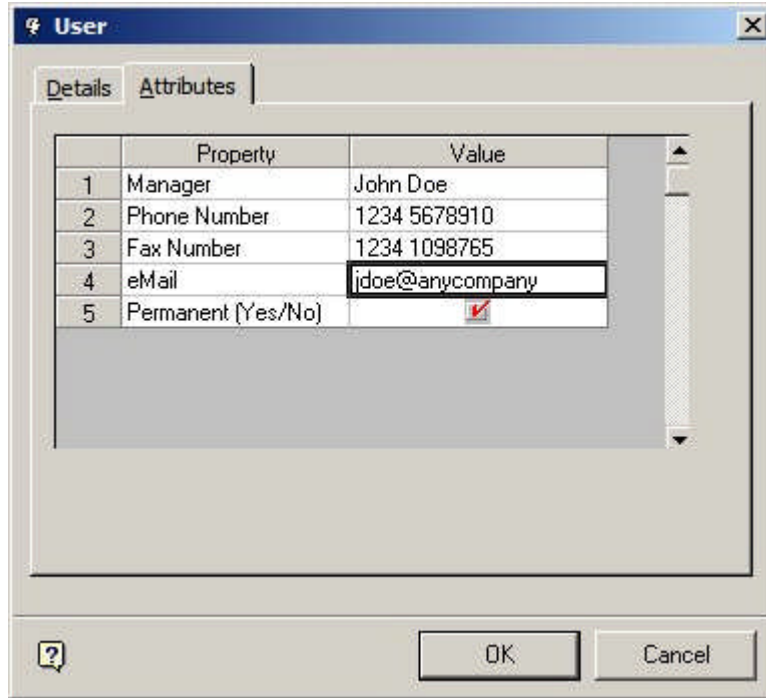 User
Details Attributes
Property Value
1 Manager John Doe
2 Phone Number 1234 5678910
3 Fax Number 1234 1098765
4 eMail jdoe@anycompany
5 Permanent (Yes/No)
OK Cancel